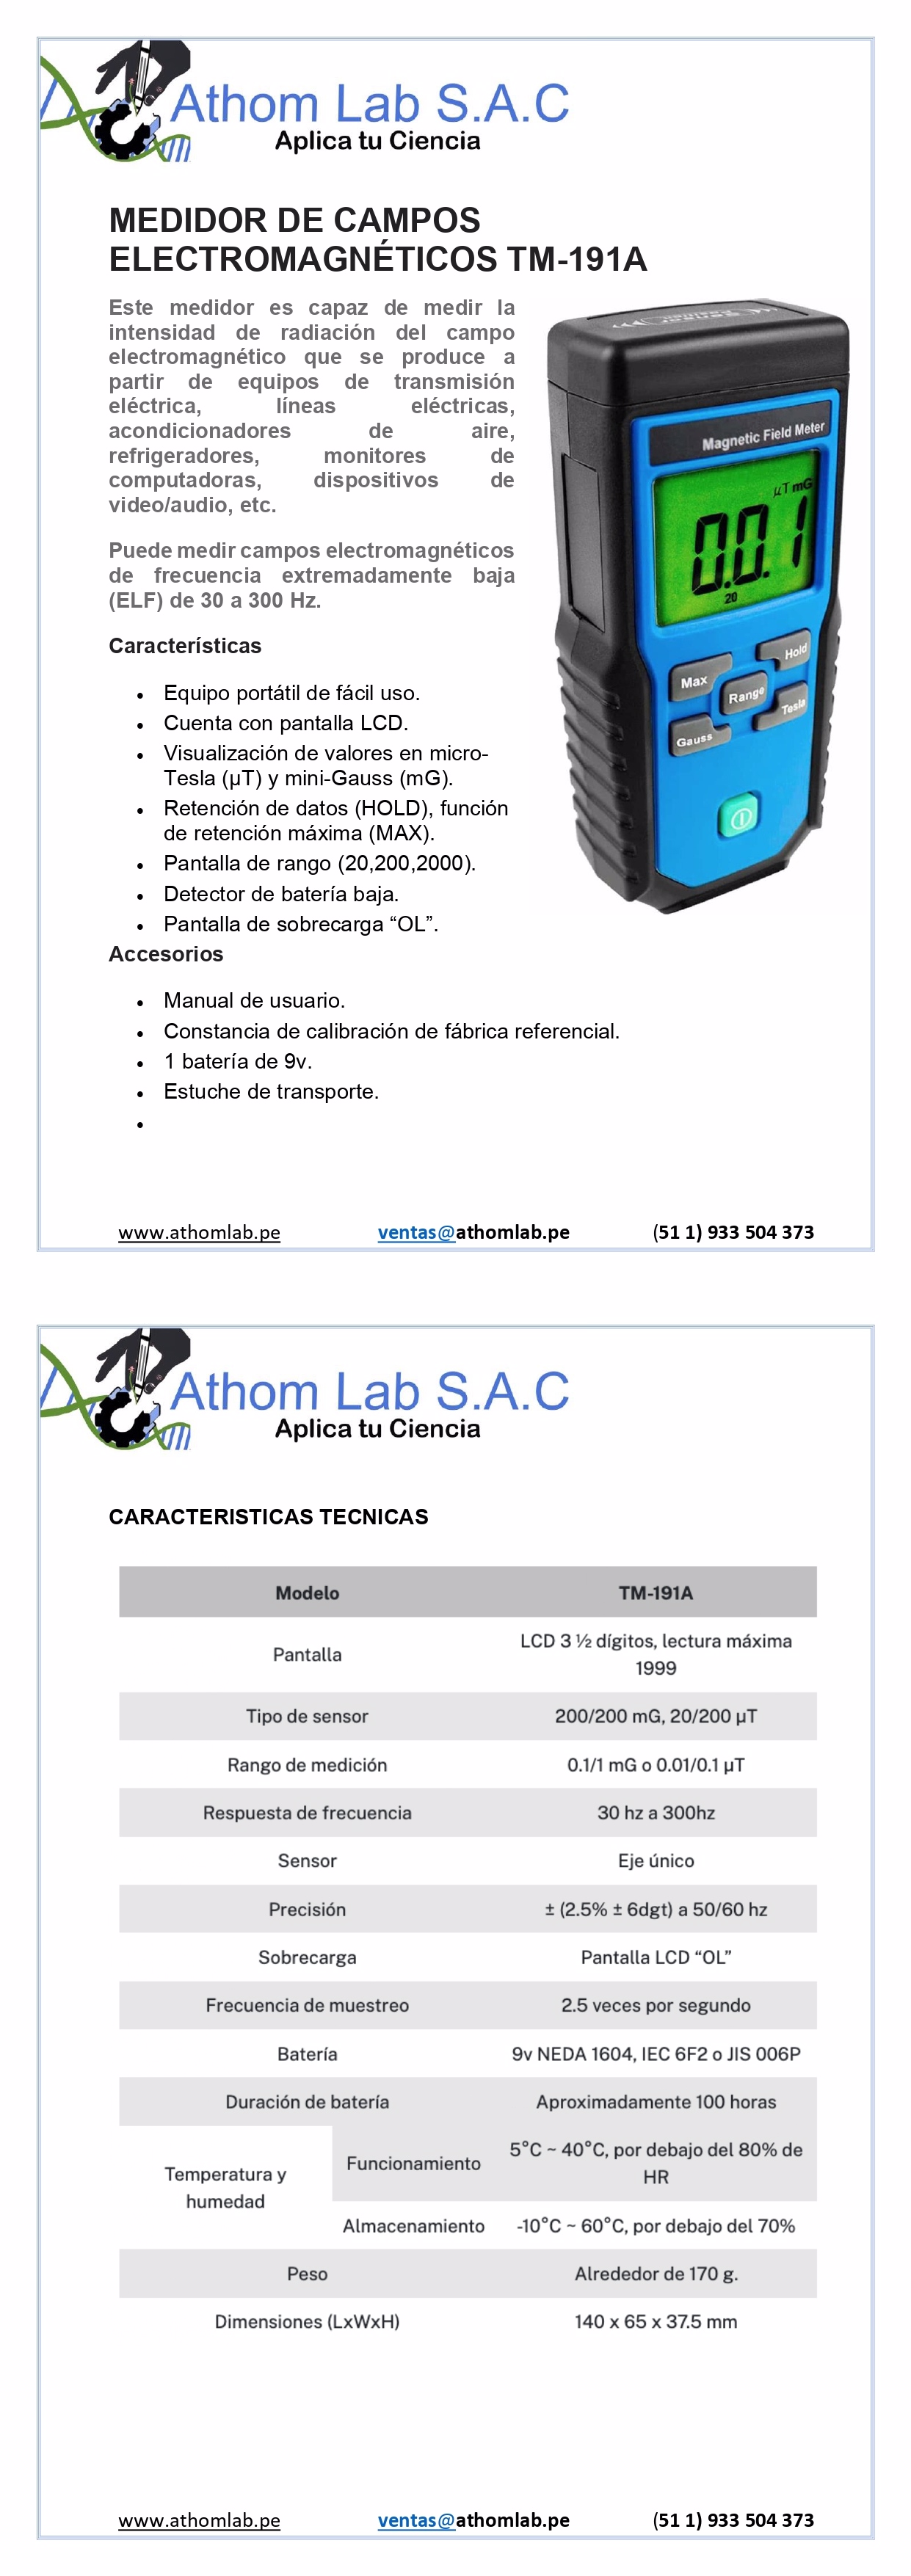 Athom Lab S.A.C
Aplica tu Ciencia
MEDIDOR DE CAMPOS
ELECTROMAGNÉTICOS TM-191A
Este medidor es capaz de medir la
intensidad de radiación del campo
electromagnético que se produce a
partir de equipos de transmisión
eléctrica, líneas eléctricas,
acondicionadores de aire,
refrigeradores, monitores de
computadoras, dispositivos de
video/audio, etc.
Puede medir campos electromagnéticos
de frecuencia extremadamente baja
(ELF) de 30 a 300 Hz.
Magnetic Field Meter
µT mG
0.0.1
20
Max
Hold
Range
Gauss
Tesla
Características
• Equipo portátil de fácil uso.
• Cuenta con pantalla LCD.
• Visualización de valores en micro-
Tesla (µT) y mini-Gauss (mG).
• Retención de datos (HOLD), función
de retención máxima (MAX).
• Pantalla de rango (20,200,2000).
• Detector de batería baja.
• Pantalla de sobrecarga “OL”.
Accesorios
• Manual de usuario.
• Constancia de calibración de fábrica referencial.
• 1 batería de 9v.
• Estuche de transporte.
•
www.athomlab.pe ventas@athomlab.pe (51 1) 933 504 373
Athom Lab S.A.C
Aplica tu Ciencia
CARACTERISTICAS TECNICAS
Modelo TM-191A
Pantalla LCD 3 ½ dígitos, lectura máxima
1999
Tipo de sensor 200/200 mG, 20/200 µT
Rango de medición 0.1/1 mG o 0.01/0.1 µT
Respuesta de frecuencia 30 hz a 300hz
Sensor Eje único
Precisión ± (2.5% ± 6dgt) a 50/60 hz
Sobrecarga Pantalla LCD “OL”
Frecuencia de muestreo 2.5 veces por segundo
Batería 9v NEDA 1604, IEC 6F2 o JIS 006P
Duración de batería Aproximadamente 100 horas
Temperatura y
humedad
Funcionamiento 5°C ~ 40°C, por debajo del 80% de
HR
Almacenamiento -10°C ~ 60°C, por debajo del 70%
Peso Alrededor de 170 g.
Dimensiones (LxWxH) 140 x 65 x 37.5 mm
www.athomlab.pe ventas@athomlab.pe (51 1) 933 504 373